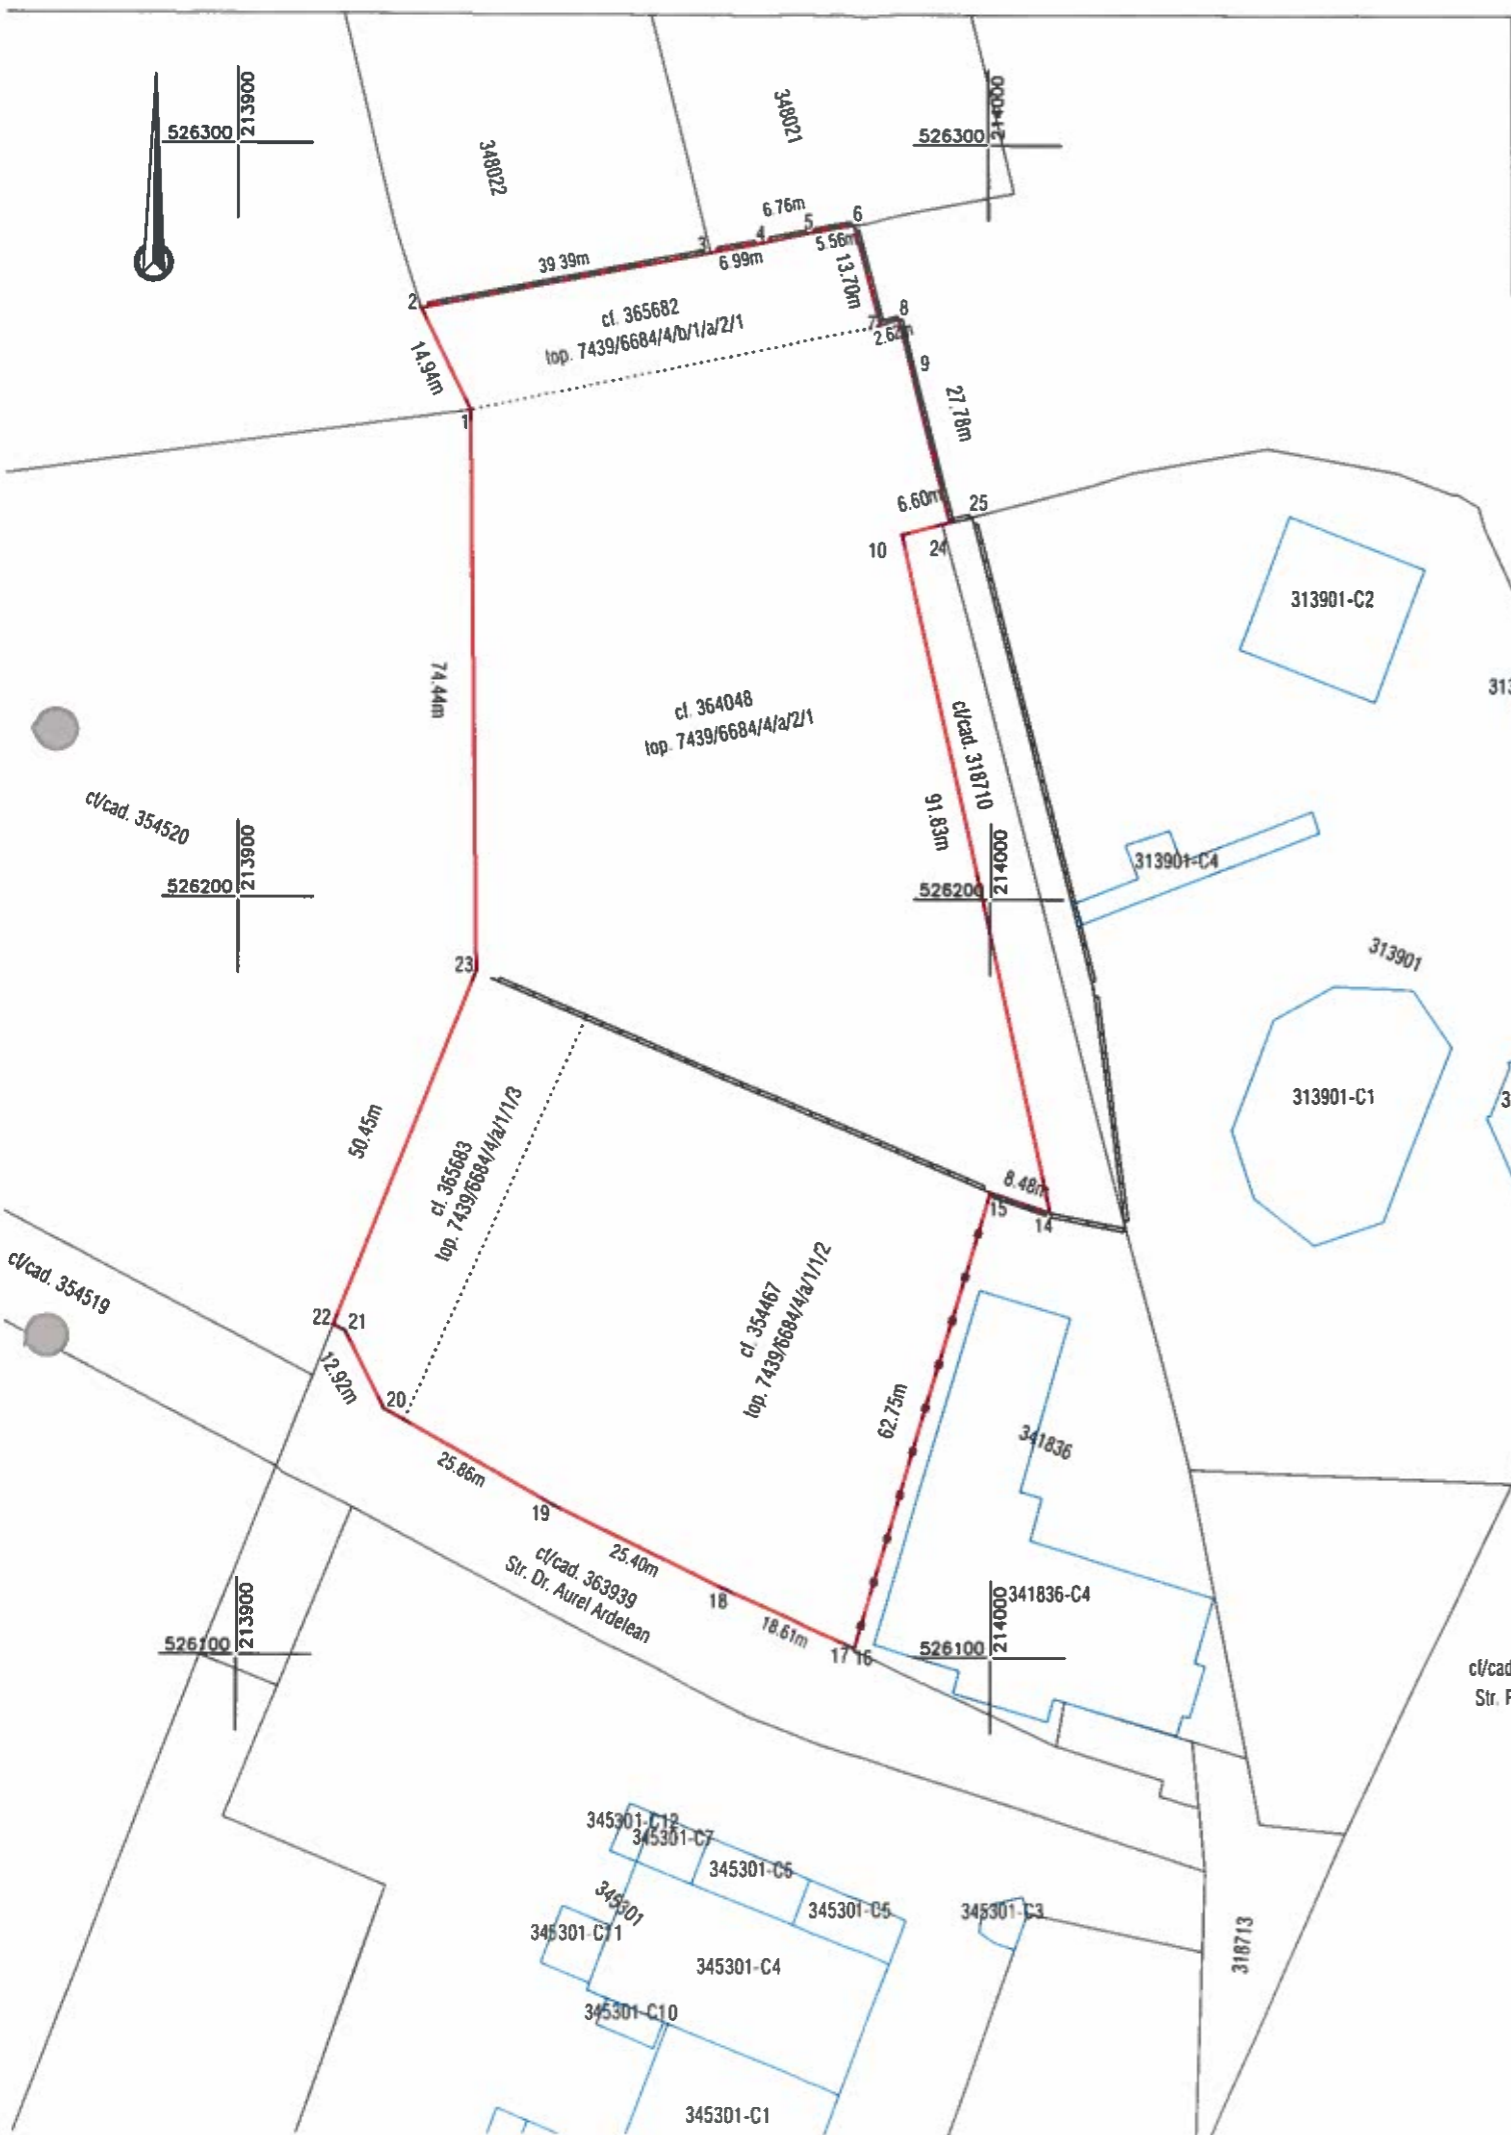 526300
213900
348022
348021
526300
214000
6.76m
6
5
4
3
5.56m
6.99m
39 39m
13.70m
2
cf. 365682
top. 7439/6684/4/b/1/a/2/1
7
8
2.62m
14.94m
9
1
27.78m
6.60m
25
10
24
313901-C2
313
74.44m
cf. 364048
top. 7439/6684/4/a/2/1
cf/cad. 318710
91.83m
cf/cad. 354520
526200
213900
526200
214000
313901-C4
313901
23
313901-C1
3
50.45m
cf. 365683
top. 7439/6684/4/a/1/1/3
8.48m
15
14
cf/cad. 354519
22
21
12.92m
20
cf. 354467
top. 7439/6684/4/a/1/1/2
62.75m
341836
25.86m
19
25.40m
cf/cad. 363939
Str. Dr. Aurel Ardelean
18
18.61m
17
16
526100
213900
526100
214000
341836-C4
cf/cad
Str. F
345301-C12
345301-C7
345301-C6
345301
345301-C5
345301-C3
345301-C11
345301-C4
318713
345301-C10
345301-C1